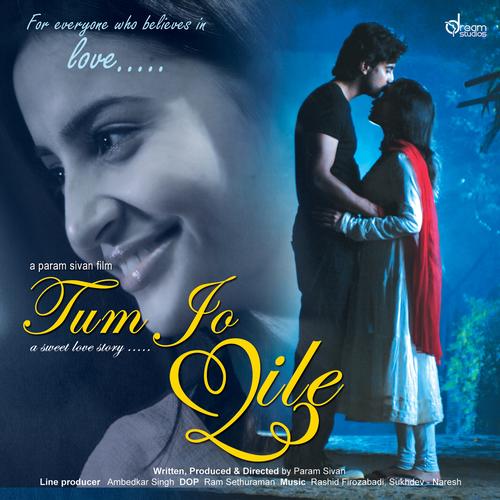 For everyone who believes in
love.....
dream
studios
a param sivan film
Tum Jo
Qile
a sweet love story .....
Written, Produced & Directed by Param Sivan
Line producer Ambedkar Singh DOP Ram Sethuraman Music Rashid Firozabadi, Sukhdev - Naresh